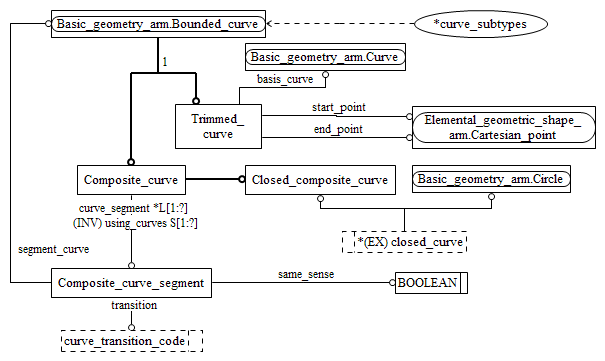 Basic_geometry_arm.Bounded_curve
*curve_subtypes
1
Basic_geometry_arm.Curve
basis_curve
Trimmed_
curve
start_point
end_point
Elemental_geometric_shape_
arm.Cartesian_point
Composite_curve
Closed_composite_curve
Basic_geometry_arm.Circle
curve_segment *L[1:?]
(INV) using_curves S[1:?]
*(EX) closed_curve
segment_curve
Composite_curve_segment
same_sense
BOOLEAN
transition
curve_transition_code